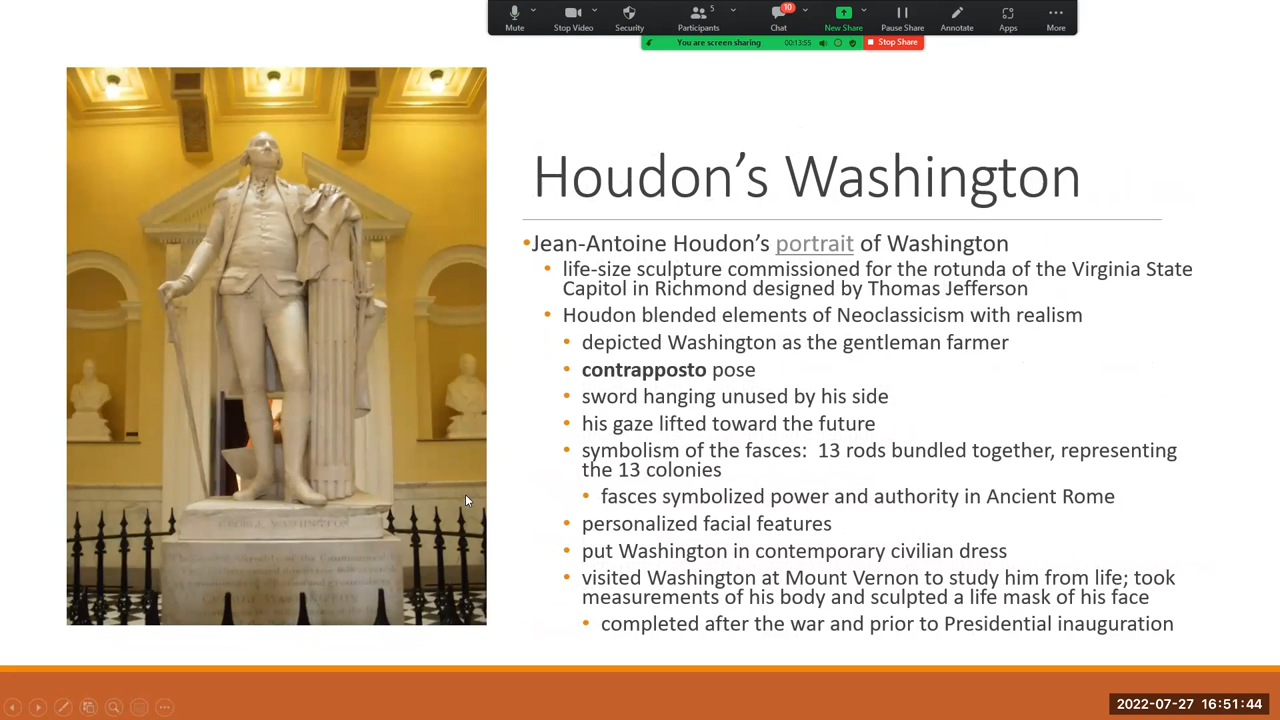 Mute
Stop Video
Security
5
Participants
10
Chat
New Share
Pause Share
Annotate
Apps
More
You are screen sharing
00:13:55
Stop Share
Houdon’s Washington
•Jean-Antoine Houdon’s portrait of Washington
• life-size sculpture commissioned for the rotunda of the Virginia State
Capitol in Richmond designed by Thomas Jefferson
• Houdon blended elements of Neoclassicism with realism
• depicted Washington as the gentleman farmer
• contrapposto pose
• sword hanging unused by his side
• his gaze lifted toward the future
• symbolism of the fasces:  13 rods bundled together, representing
the 13 colonies
• fasces symbolized power and authority in Ancient Rome
• personalized facial features
• put Washington in contemporary civilian dress
• visited Washington at Mount Vernon to study him from life; took
measurements of his body and sculpted a life mask of his face
• completed after the war and prior to Presidential inauguration
GEORGE WASHINGTON
2022-07-27 16:51:44